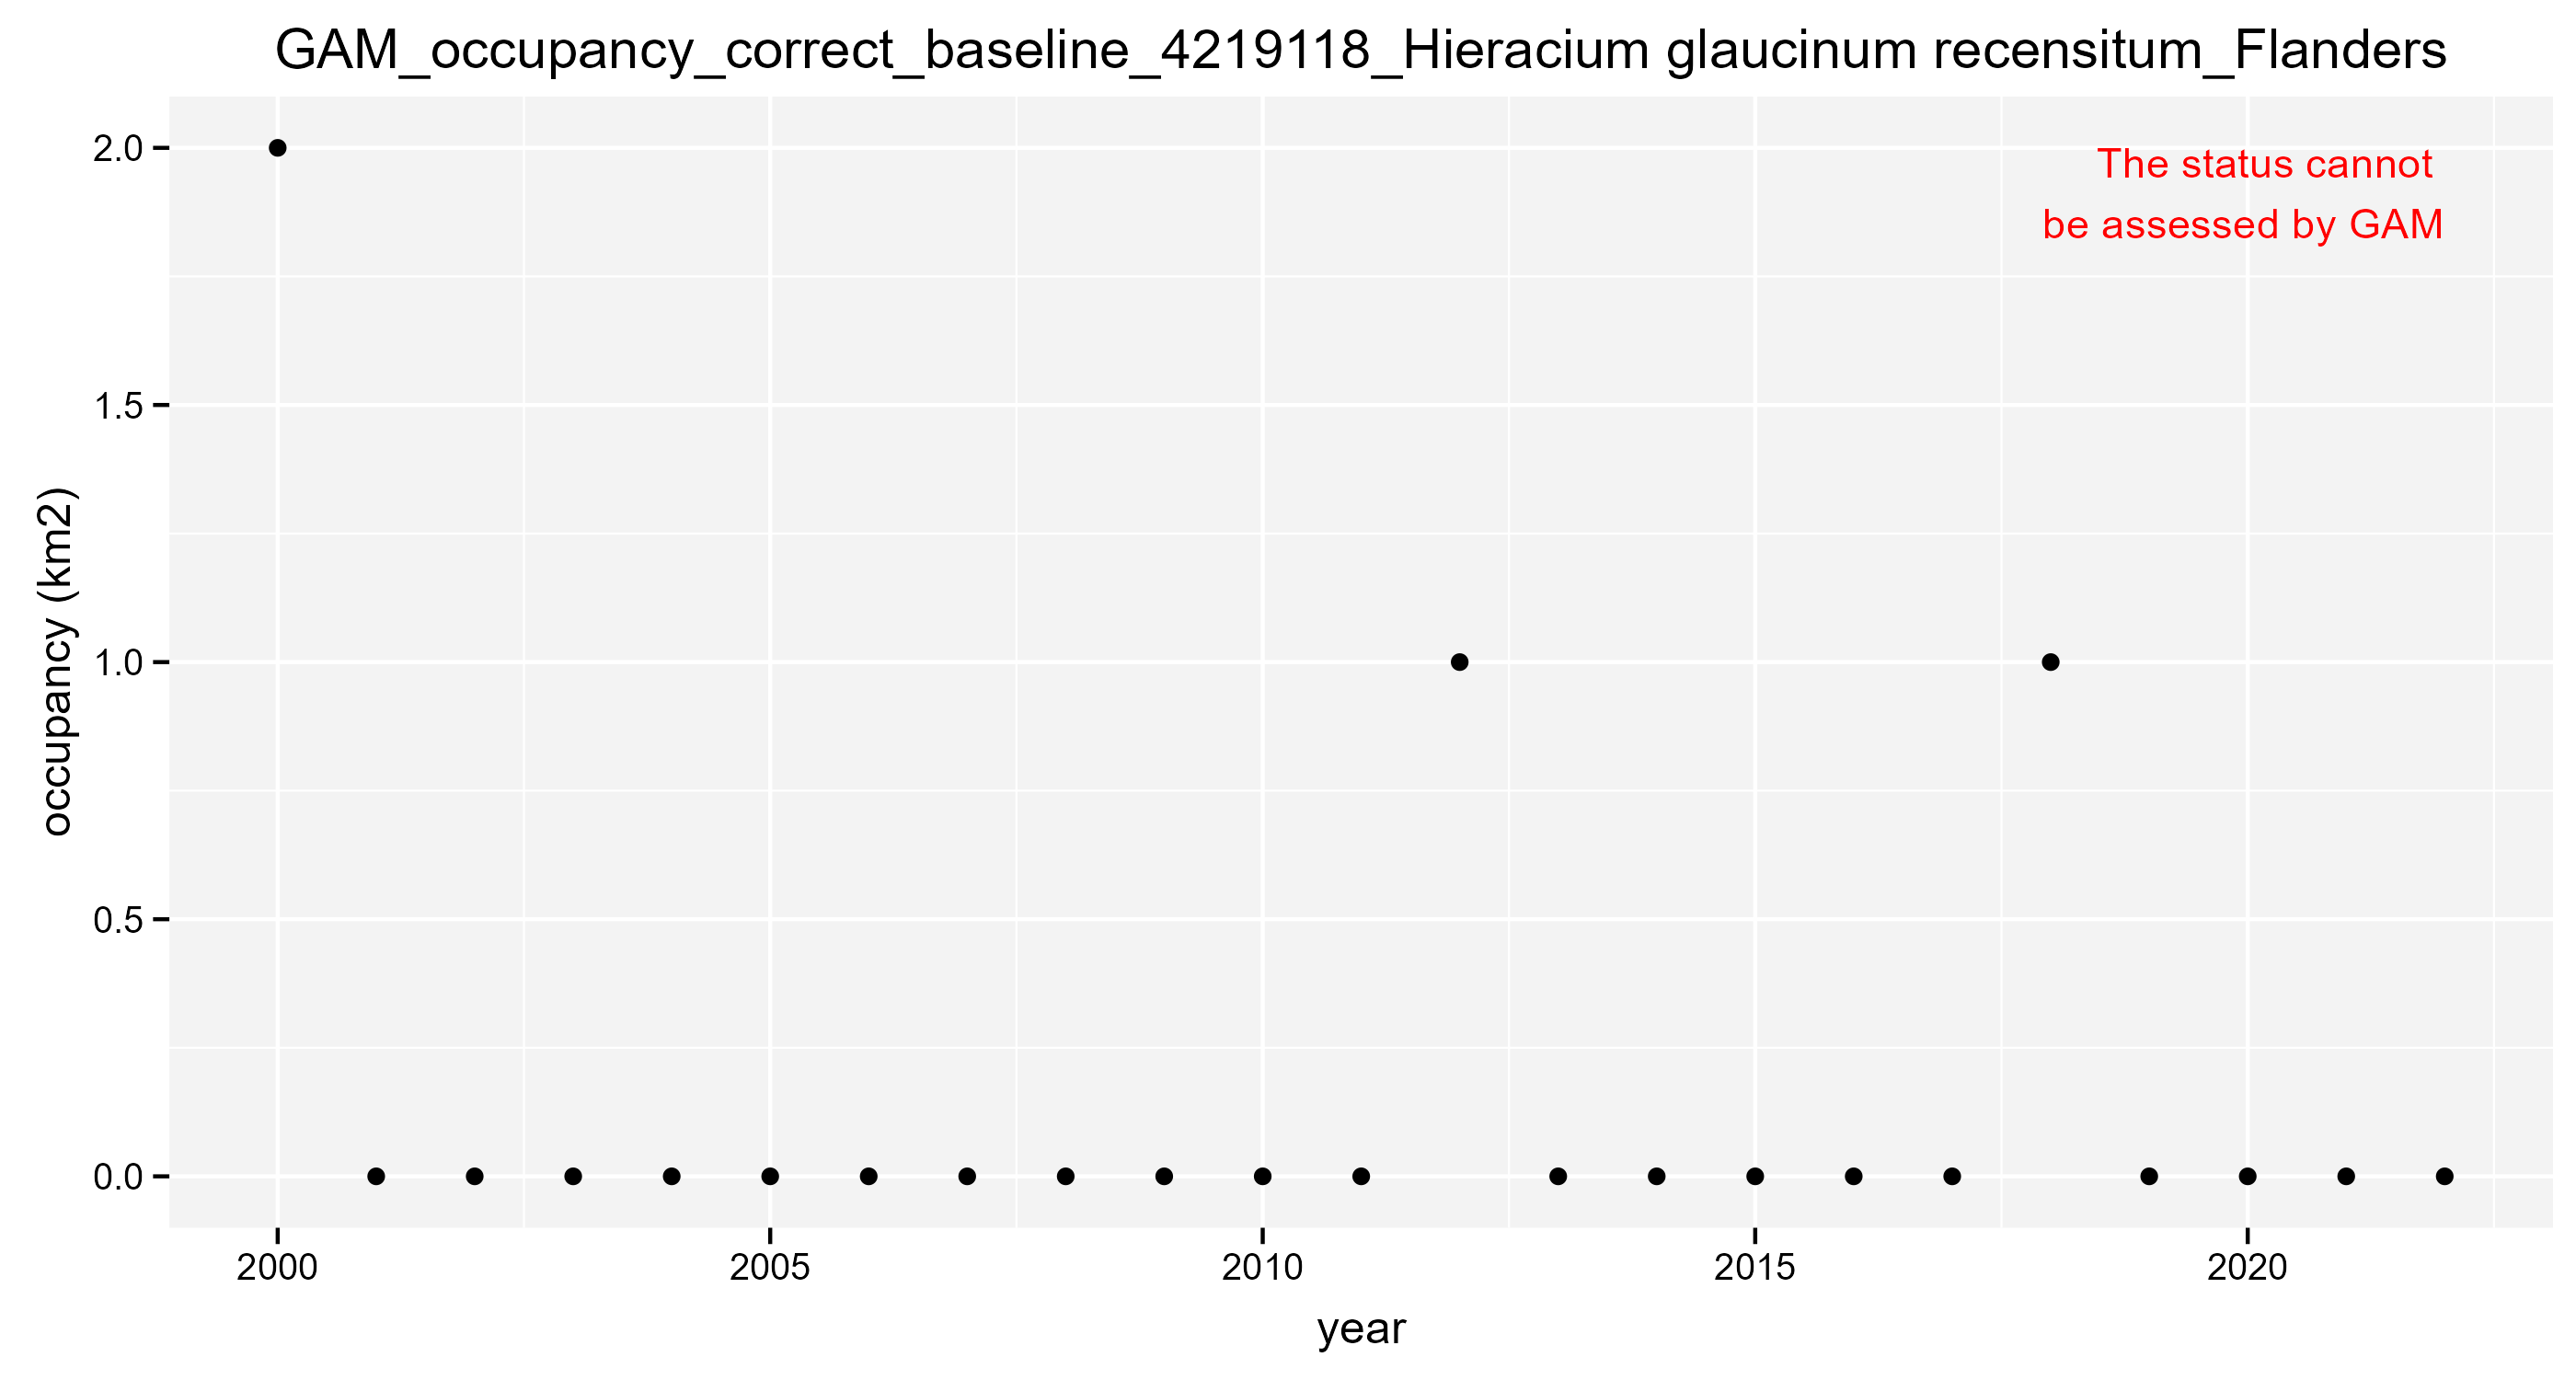 GAM_occupancy_correct_baseline_4219118_Hieracium glaucinum recensitum_Flanders
The status cannot
be assessed by GAM
occupancy (km2)
2.0
1.5
1.0
0.5
0.0
2000 2005 2010 2015 2020
year